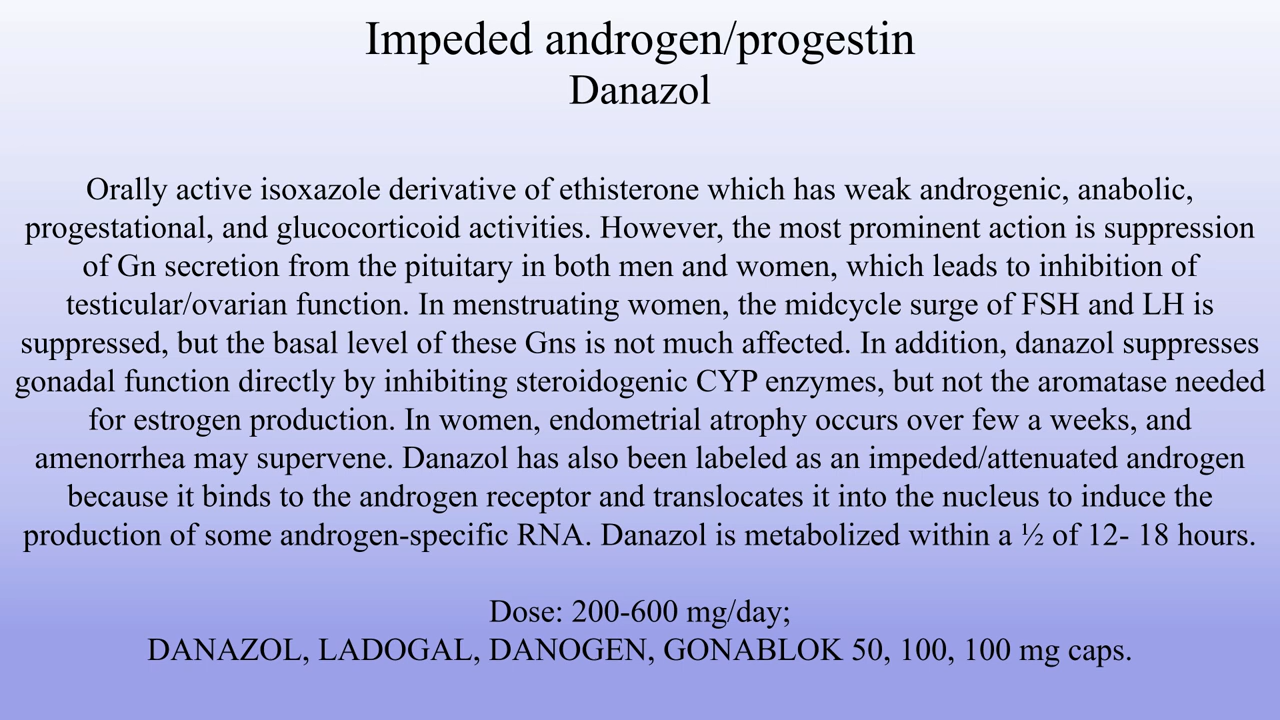 Impeded androgen/progestin
Danazol
Orally active isoxazole derivative of ethisterone which has weak androgenic, anabolic,
progestational, and glucocorticoid activities. However, the most prominent action is suppression
of Gn secretion from the pituitary in both men and women, which leads to inhibition of
testicular/ovarian function. In menstruating women, the midcycle surge of FSH and LH is
suppressed, but the basal level of these Gns is not much affected. In addition, danazol suppresses
gonadal function directly by inhibiting steroidogenic CYP enzymes, but not the aromatase needed
for estrogen production. In women, endometrial atrophy occurs over few a weeks, and
amenorrhea may supervene. Danazol has also been labeled as an impeded/attenuated androgen
because it binds to the androgen receptor and translocates it into the nucleus to induce the
production of some androgen-specific RNA. Danazol is metabolized within a ½ of 12- 18 hours.
Dose: 200-600 mg/day;
DANAZOL, LADOGAL, DANOGEN, GONABLOK 50, 100, 100 mg caps.